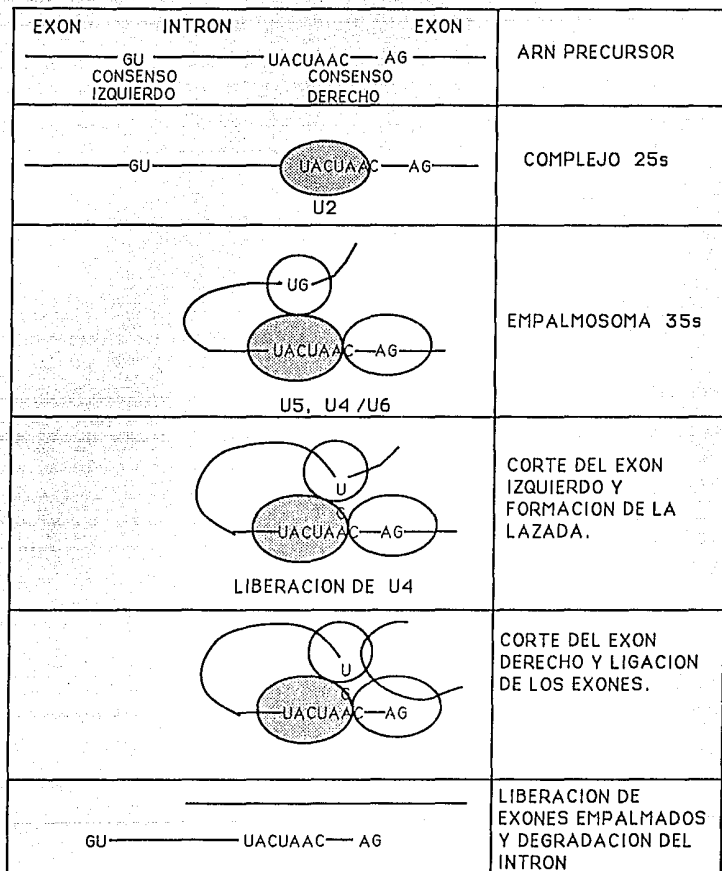 EXON INTRON EXON
GU UACUAAC AG
CONSENSO CONSENSO
IZQUIERDO DERECHO
ARN PRECURSOR
GU UACUAAC AG
U2
COMPLEJO 25s
UG
UACUAAC AG
U5, U4 /U6
EMPALMOSOMA 35s
U
G
UACUAAC AG
LIBERACION DE U4
CORTE DEL EXON
IZQUIERDO Y
FORMACION DE LA
LAZADA.
U
G
UACUAAC AG
CORTE DEL EXON
DERECHO Y LIGACION
DE LOS EXONES.
GU UACUAAC AG
LIBERACION DE
EXONES EMPALMADOS
Y DEGRADACION DEL
INTRON